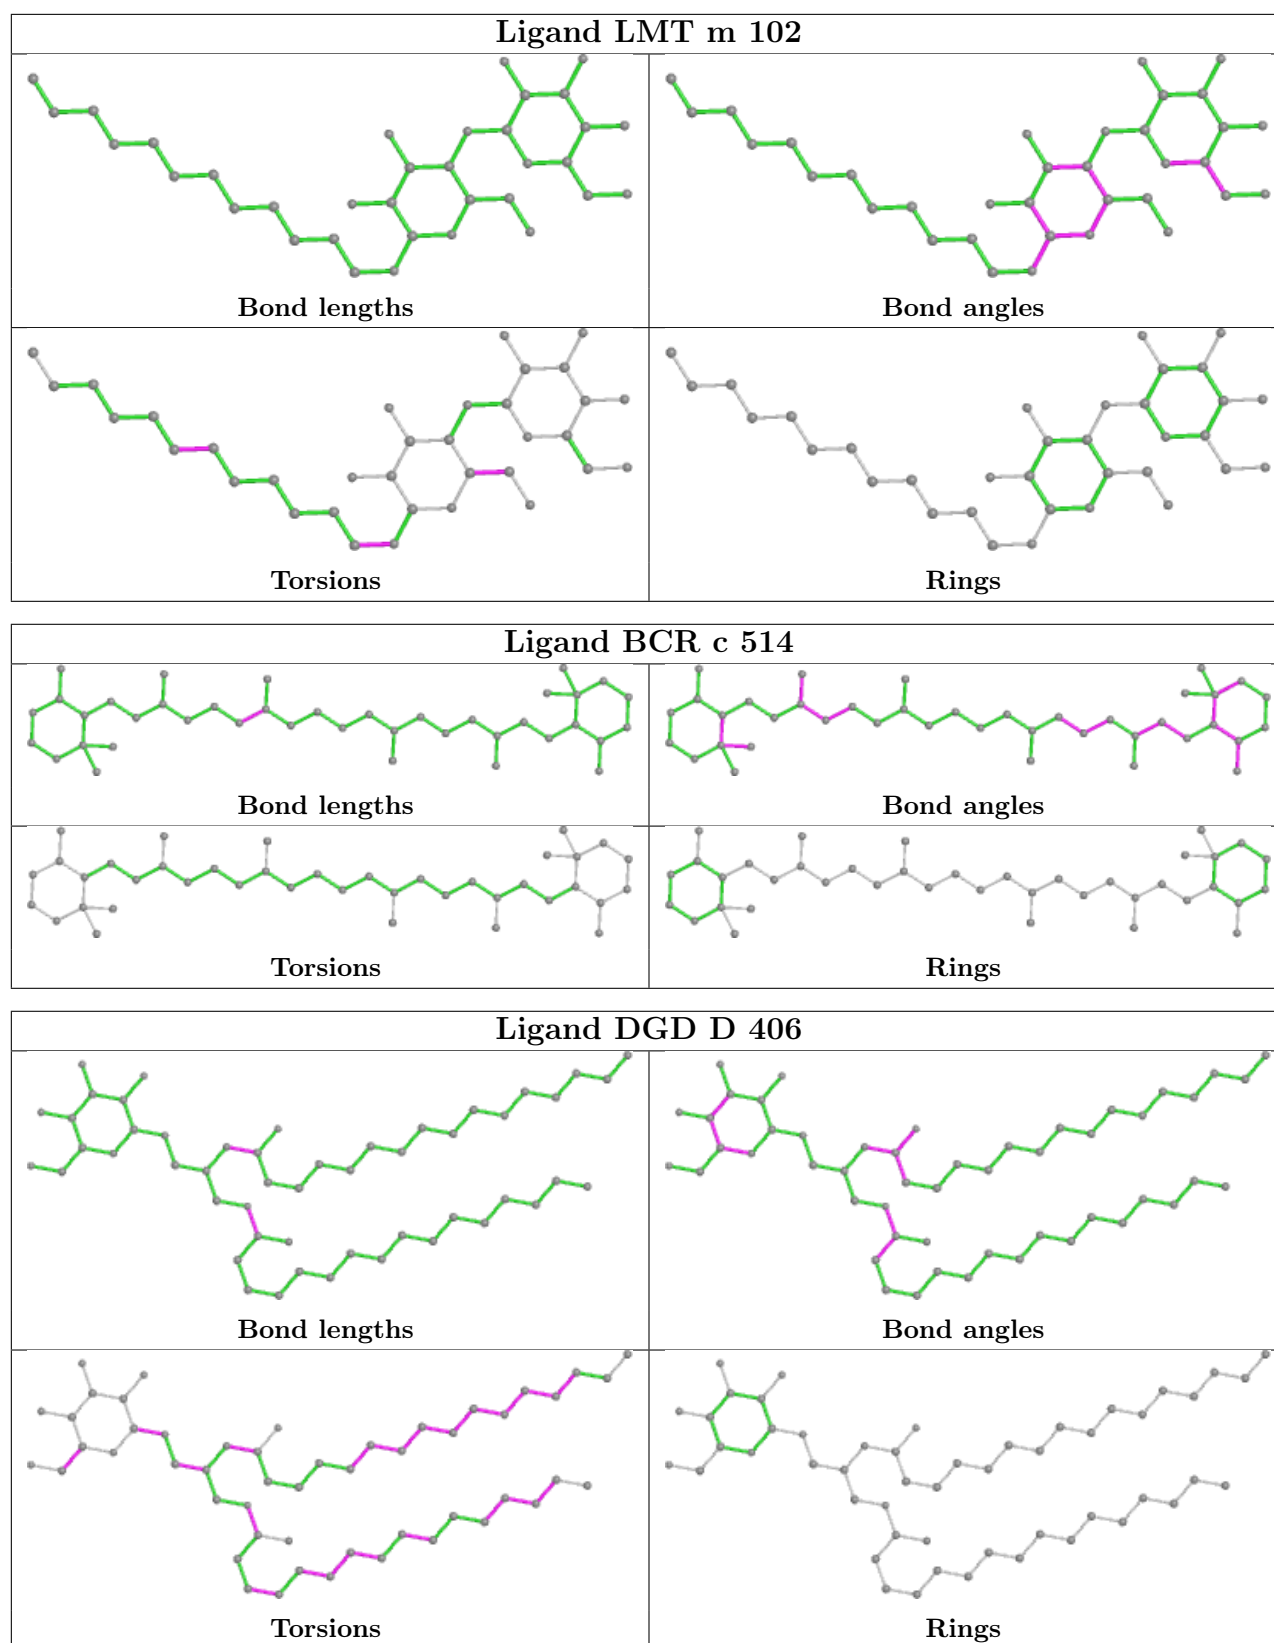 Ligand LMT m 102
Bond lengths
Bond angles
Torsions
Rings
Ligand BCR c 514
Bond lengths
Bond angles
Torsions
Rings
Ligand DGD D 406
Bond lengths
Bond angles
Torsions
Rings